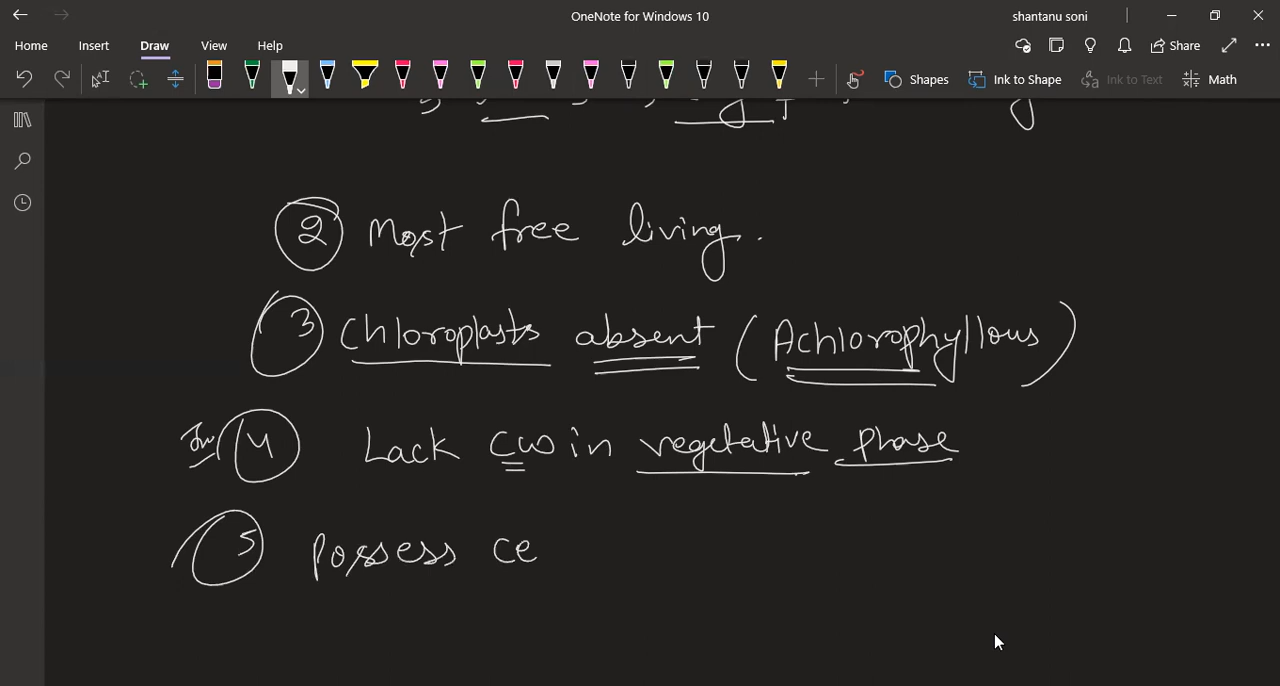 OneNote for Windows 10
shantanu soni
Home Insert Draw View Help
Share
Shapes Ink to Shape Ink to Text Math
2 Most free living.
3 Chloroplasts absent (Achlorophyllous)
4 Lack CW in vegetative phase
5 Possess ce